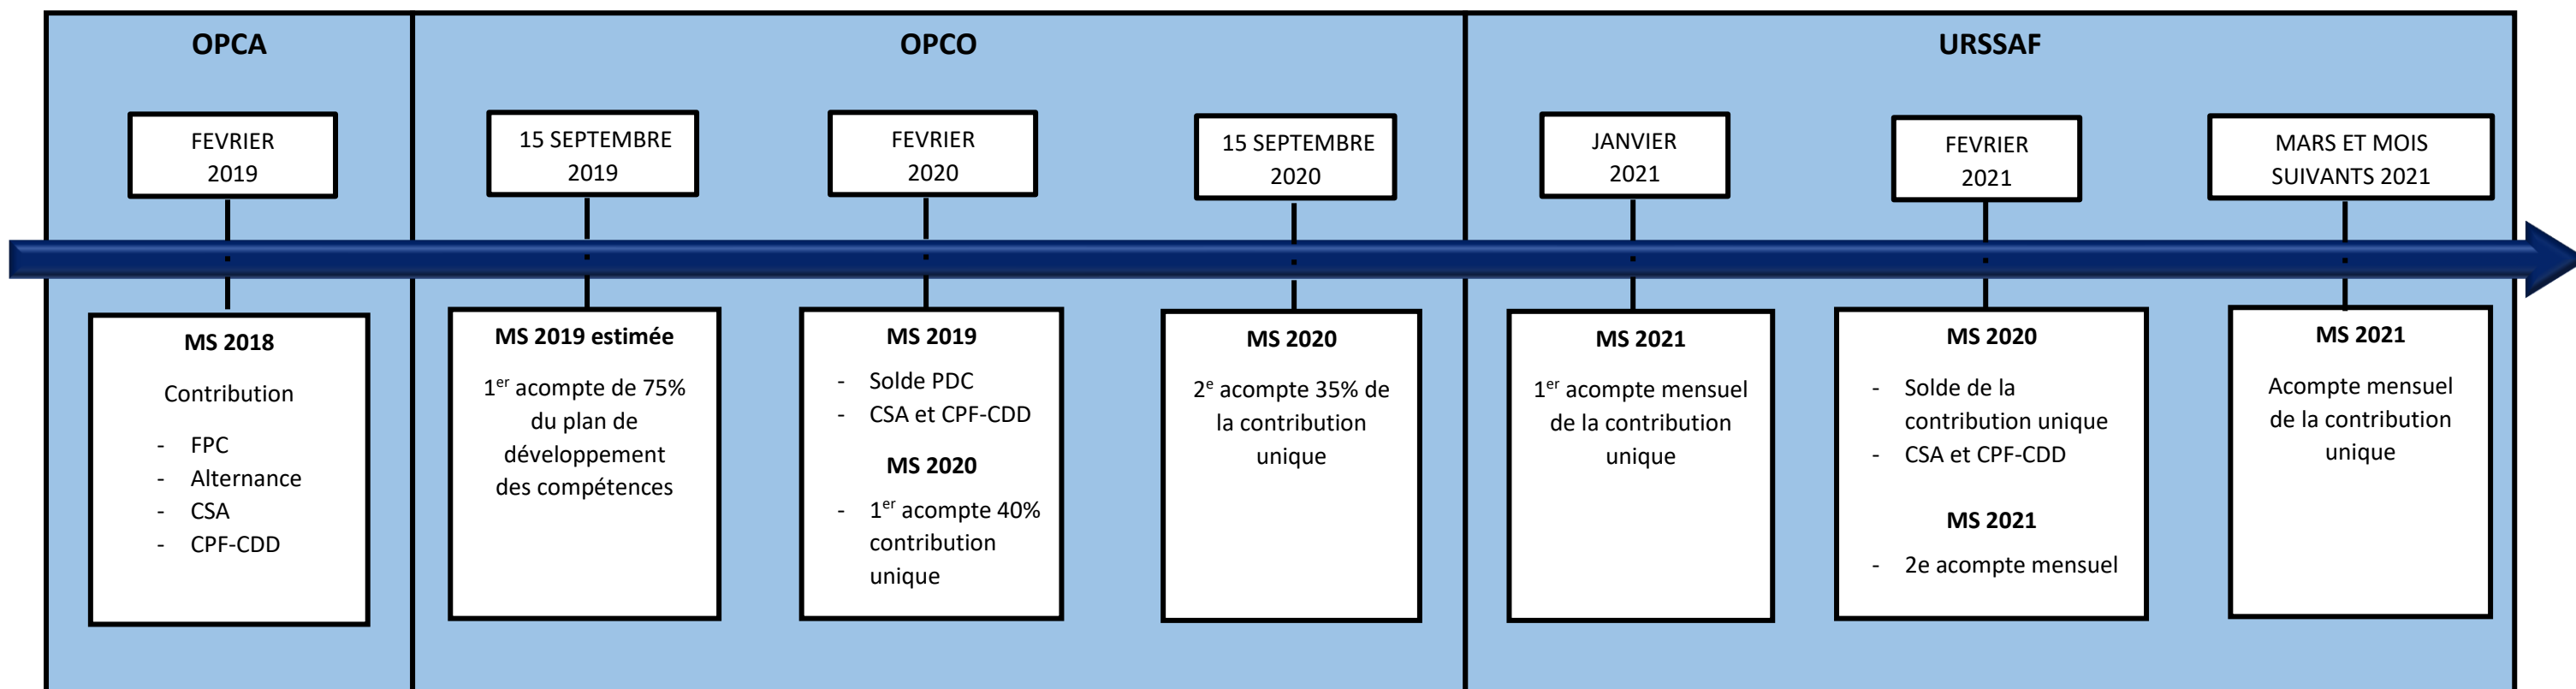 OPCA
OPCO
URSSAF
FEVRIER
2019
15 SEPTEMBRE
2019
FEVRIER
2020
15 SEPTEMBRE
2020
JANVIER
2021
FEVRIER
2021
MARS ET MOIS
SUIVANTS 2021
MS 2018
Contribution
- FPC
- Alternance
- CSA
- CPF-CDD
MS 2019 estimée
1er acompte de 75%
du plan de
développement
des compétences
MS 2019
- Solde PDC
- CSA et CPF-CDD
MS 2020
- 1er acompte 40%
contribution
unique
MS 2020
2e acompte 35% de
la contribution
unique
MS 2021
1er acompte mensuel
de la contribution
unique
MS 2020
- Solde de la
contribution unique
- CSA et CPF-CDD
MS 2021
- 2e acompte mensuel
MS 2021
Acompte mensuel
de la contribution
unique